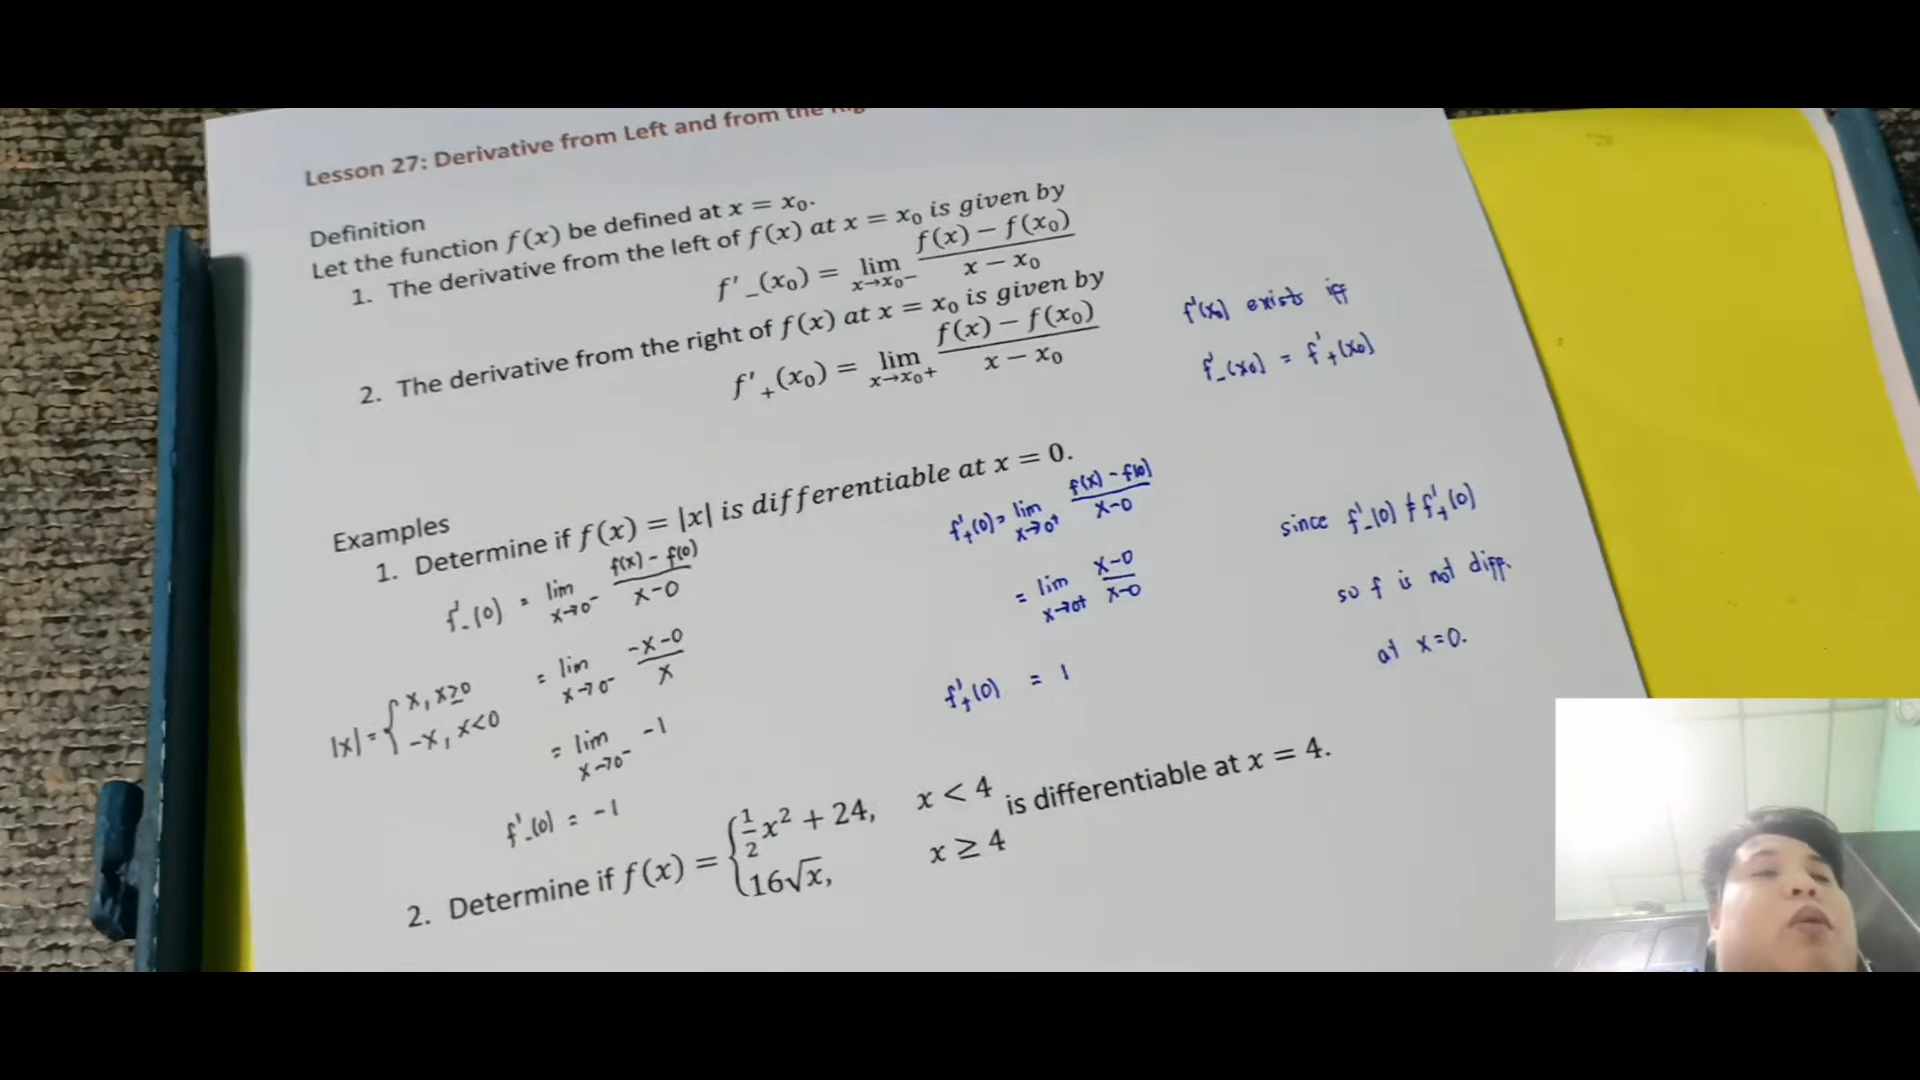 Lesson 27: Derivative from Left and from the
Definition
Let the function f(x) be defined at x = x₀.
1. The derivative from the left of f(x) at x = x₀ is given by
f'₋(x₀) = lim x→x₀− (f(x) − f(x₀))/(x − x₀)
2. The derivative from the right of f(x) at x = x₀ is given by
f'₊(x₀) = lim x→x₀+ (f(x) − f(x₀))/(x − x₀)
f'(x₀) exists iff
f'₋(x₀) = f'₊(x₀)
Examples
1. Determine if f(x) = |x| is differentiable at x = 0.
f'₋(0) = lim x→0⁻ (f(x) - f(0))/(x-0)
= lim x→0⁻ (-x-0)/x
|x| = { x, x≥0
-x, x<0
= lim x→0⁻ -1
f'₋(0) = -1
f'₊(0) = lim x→0⁺ (f(x) - f(0))/(x-0)
= lim x→0⁺ (x-0)/(x-0)
f'₊(0) = 1
since f'₋(0) ≠ f'₊(0)
so f is not diff.
at x=0.
2. Determine if f(x) = { ½x² + 24, x < 4
16√x, x ≥ 4
is differentiable at x = 4.